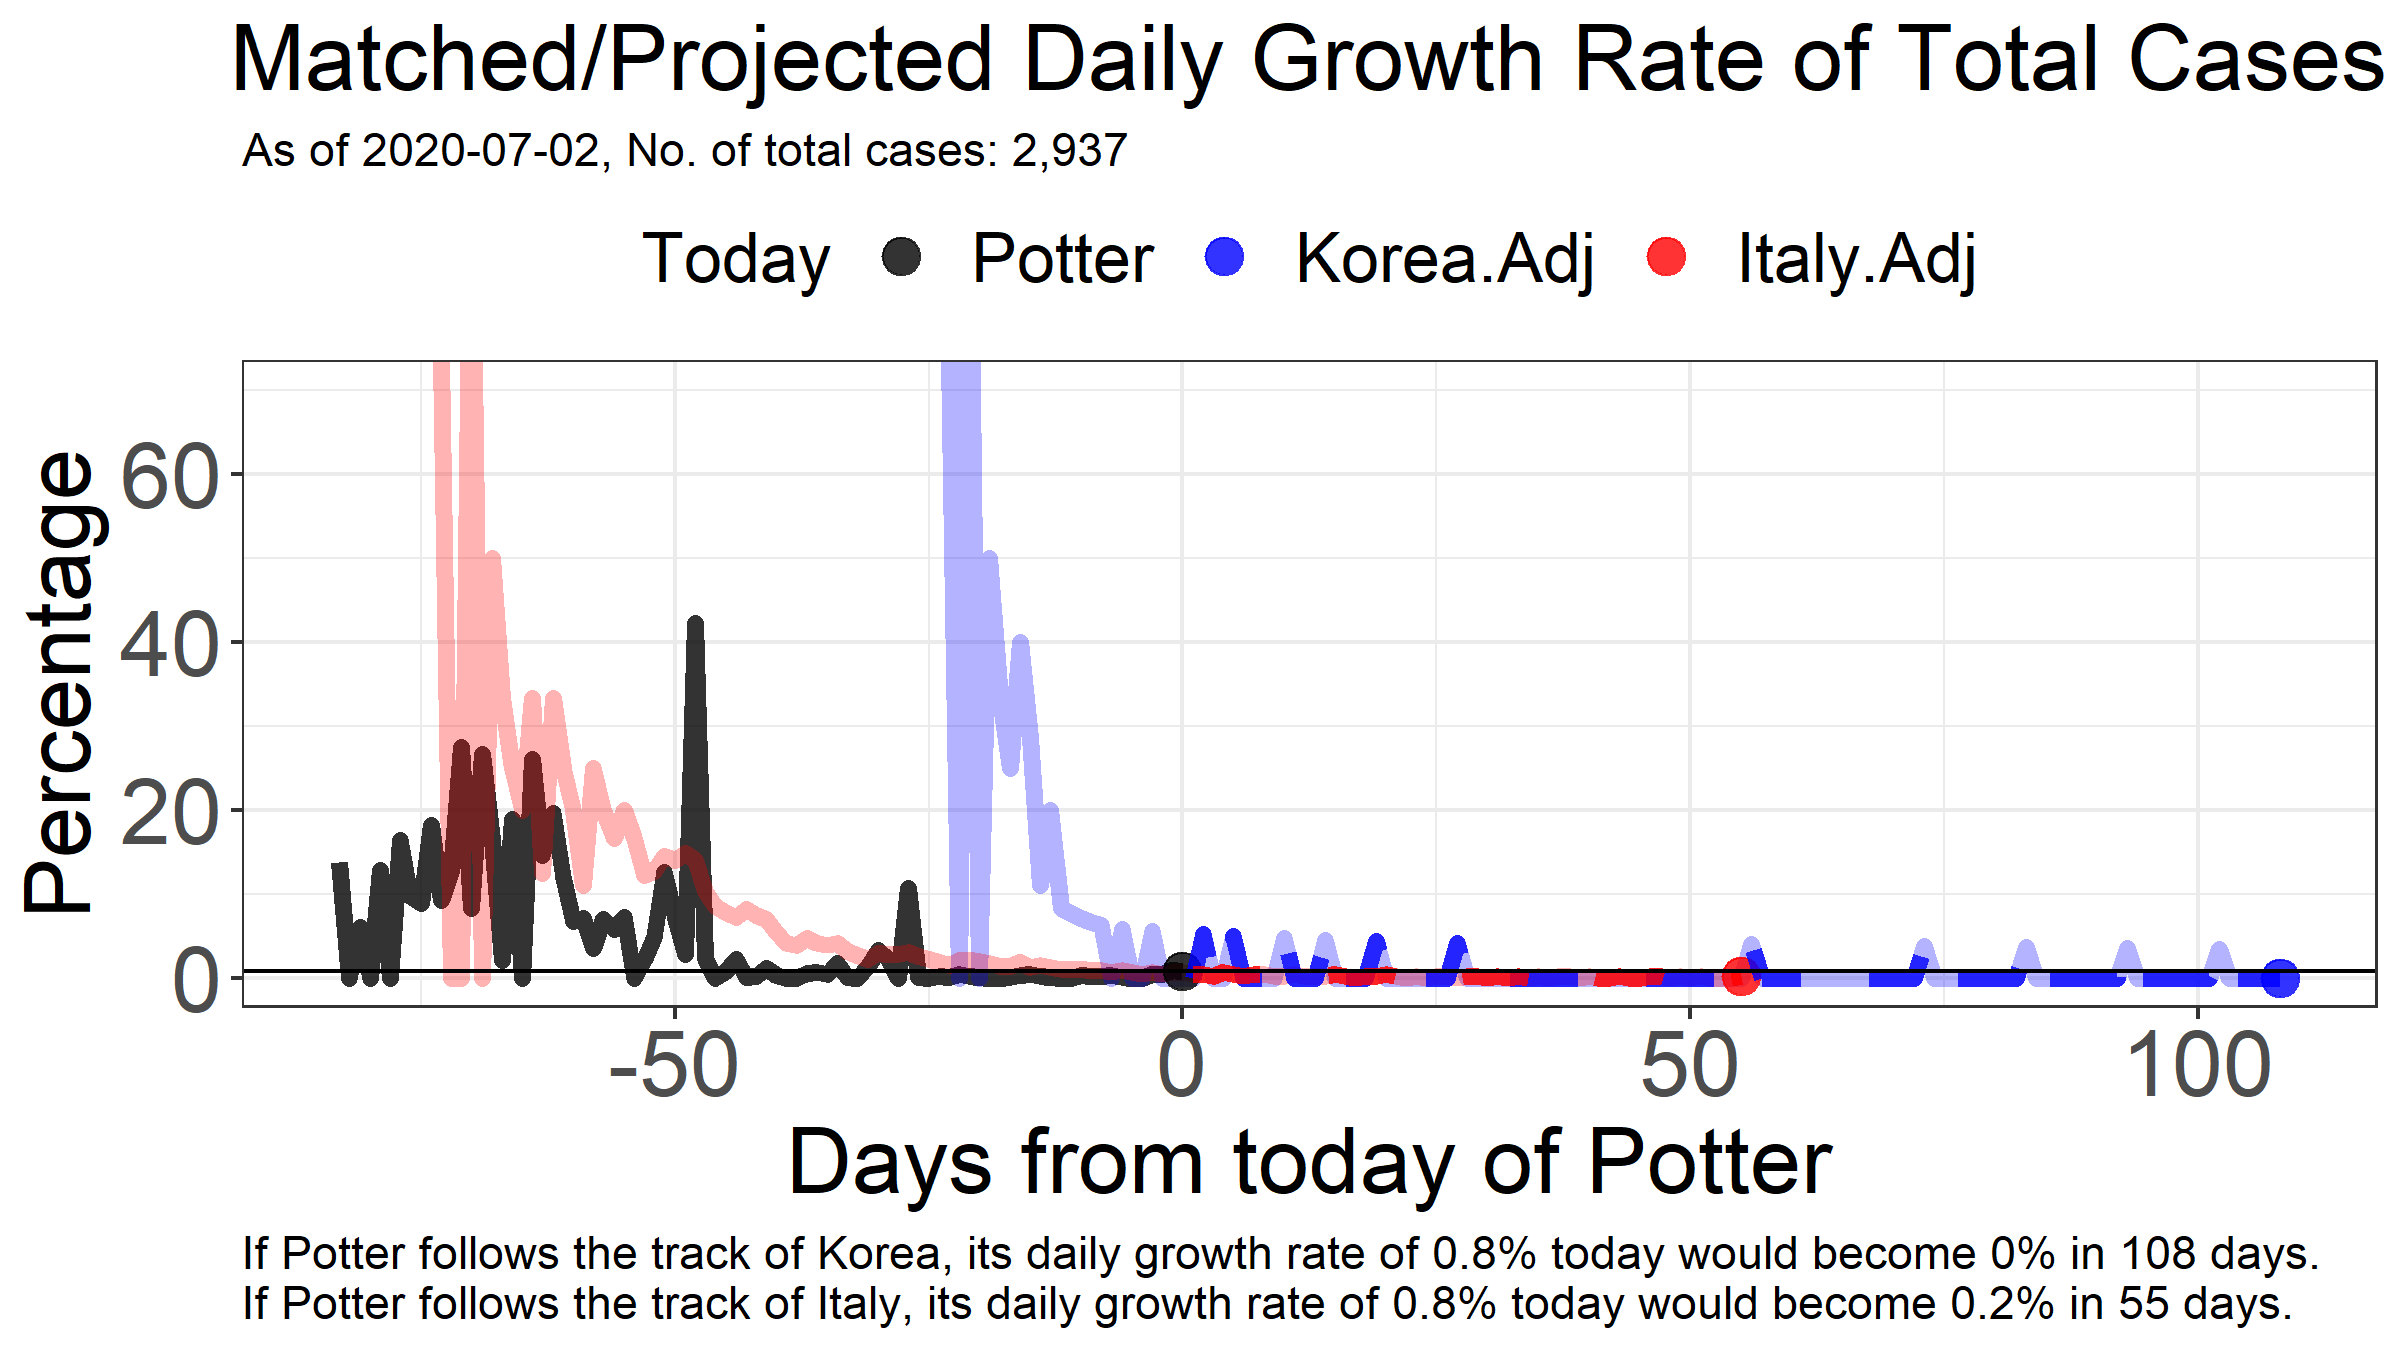 Matched/Projected Daily Growth Rate of Total Cases
As of 2020-07-02, No. of total cases: 2,937
Today Potter Korea.Adj Italy.Adj
Percentage
60
40
20
0
-50 0 50 100
Days from today of Potter
If Potter follows the track of Korea, its daily growth rate of 0.8% today would become 0% in 108 days.
If Potter follows the track of Italy, its daily growth rate of 0.8% today would become 0.2% in 55 days.